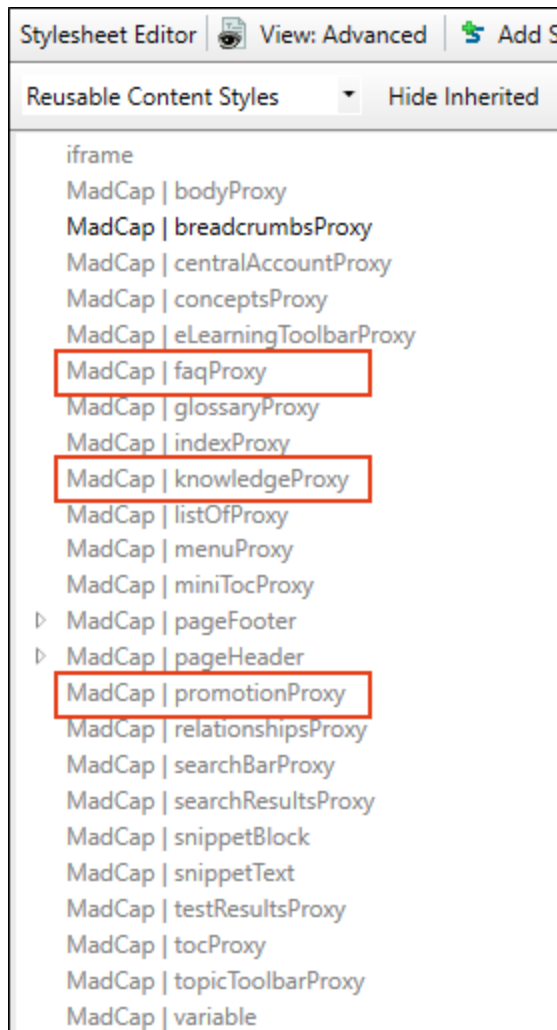 Stylesheet Editor View: Advanced Add S
Reusable Content Styles Hide Inherited
iframe
MadCap | bodyProxy
MadCap | breadcrumbsProxy
MadCap | centralAccountProxy
MadCap | conceptsProxy
MadCap | eLearningToolbarProxy
MadCap | faqProxy
MadCap | glossaryProxy
MadCap | indexProxy
MadCap | knowledgeProxy
MadCap | listOfProxy
MadCap | menuProxy
MadCap | miniTocProxy
MadCap | pageFooter
MadCap | pageHeader
MadCap | promotionProxy
MadCap | relationshipsProxy
MadCap | searchBarProxy
MadCap | searchResultsProxy
MadCap | snippetBlock
MadCap | snippetText
MadCap | testResultsProxy
MadCap | tocProxy
MadCap | topicToolbarProxy
MadCap | variable